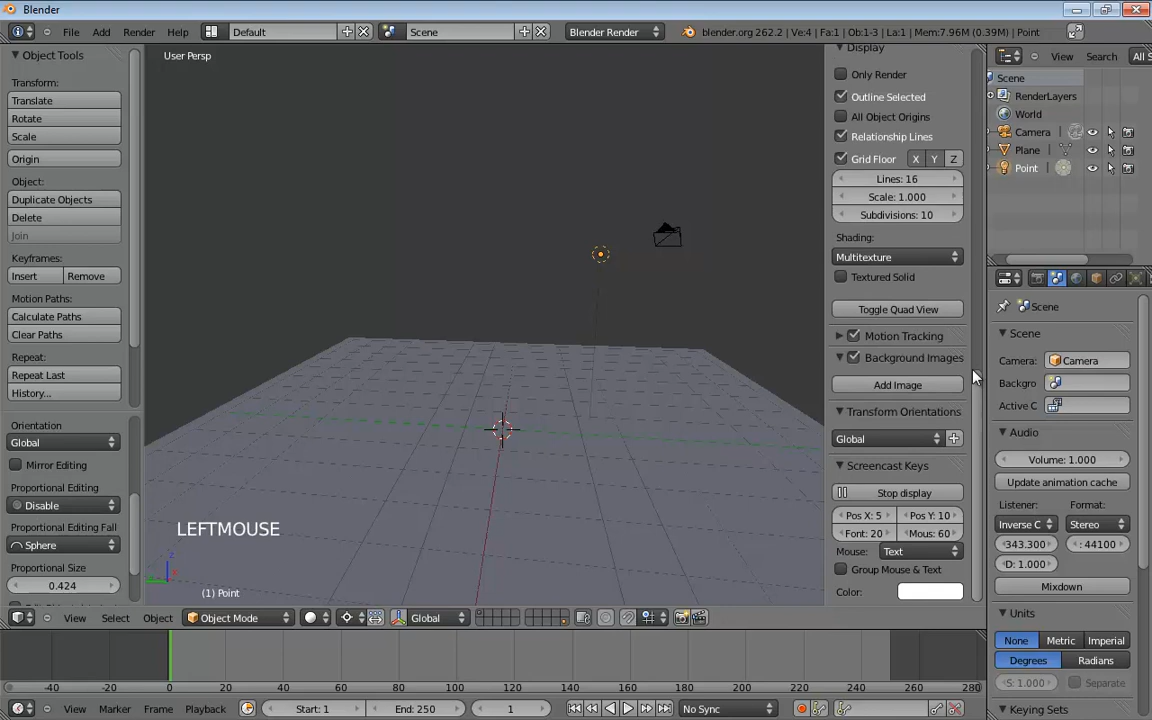 Blender
File Add Render Help Default Scene Blender Render blender.org 262.2 | Ve:4 | Fa:1 | Ob:1-3 | La:1 | Mem:7.96M (0.39M) | Point
Object Tools
Transform:
Translate
Rotate
Scale
Origin
Object:
Duplicate Objects
Delete
Join
Keyframes:
Insert Remove
Motion Paths:
Calculate Paths
Clear Paths
Repeat:
Repeat Last
History...
Orientation
Global
Mirror Editing
Proportional Editing
Disable
Proportional Editing Fall
Sphere
Proportional Size
0.424
User Persp
LEFTMOUSE
(1) Point
Display
Only Render
Outline Selected
All Object Origins
Relationship Lines
Grid Floor X Y Z
Lines: 16
Scale: 1.000
Subdivisions: 10
Shading:
Multitexture
Textured Solid
Toggle Quad View
Motion Tracking
Background Images
Add Image
Transform Orientations
Global
Screencast Keys
Stop display
Pos X: 5 Pos Y: 10
Font: 20 Mous: 60
Mouse: Text
Group Mouse & Text
Color:
View Search All S
Scene
RenderLayers
World
Camera
Plane
Point
Scene
Scene
Camera: Camera
Backgro
Active C
Audio
Volume: 1.000
Update animation cache
Listener: Format:
Inverse C Stereo
343.300 : 44100
D: 1.000
Mixdown
Units
None Metric Imperial
Degrees Radians
S: 1.000 Separate
Keying Sets
View Select Object Object Mode Global
-40 -20 0 20 40 60 80 100 120 140 160 180 200 220 240 260 280
View Marker Frame Playback Start: 1 End: 250 1 No Sync